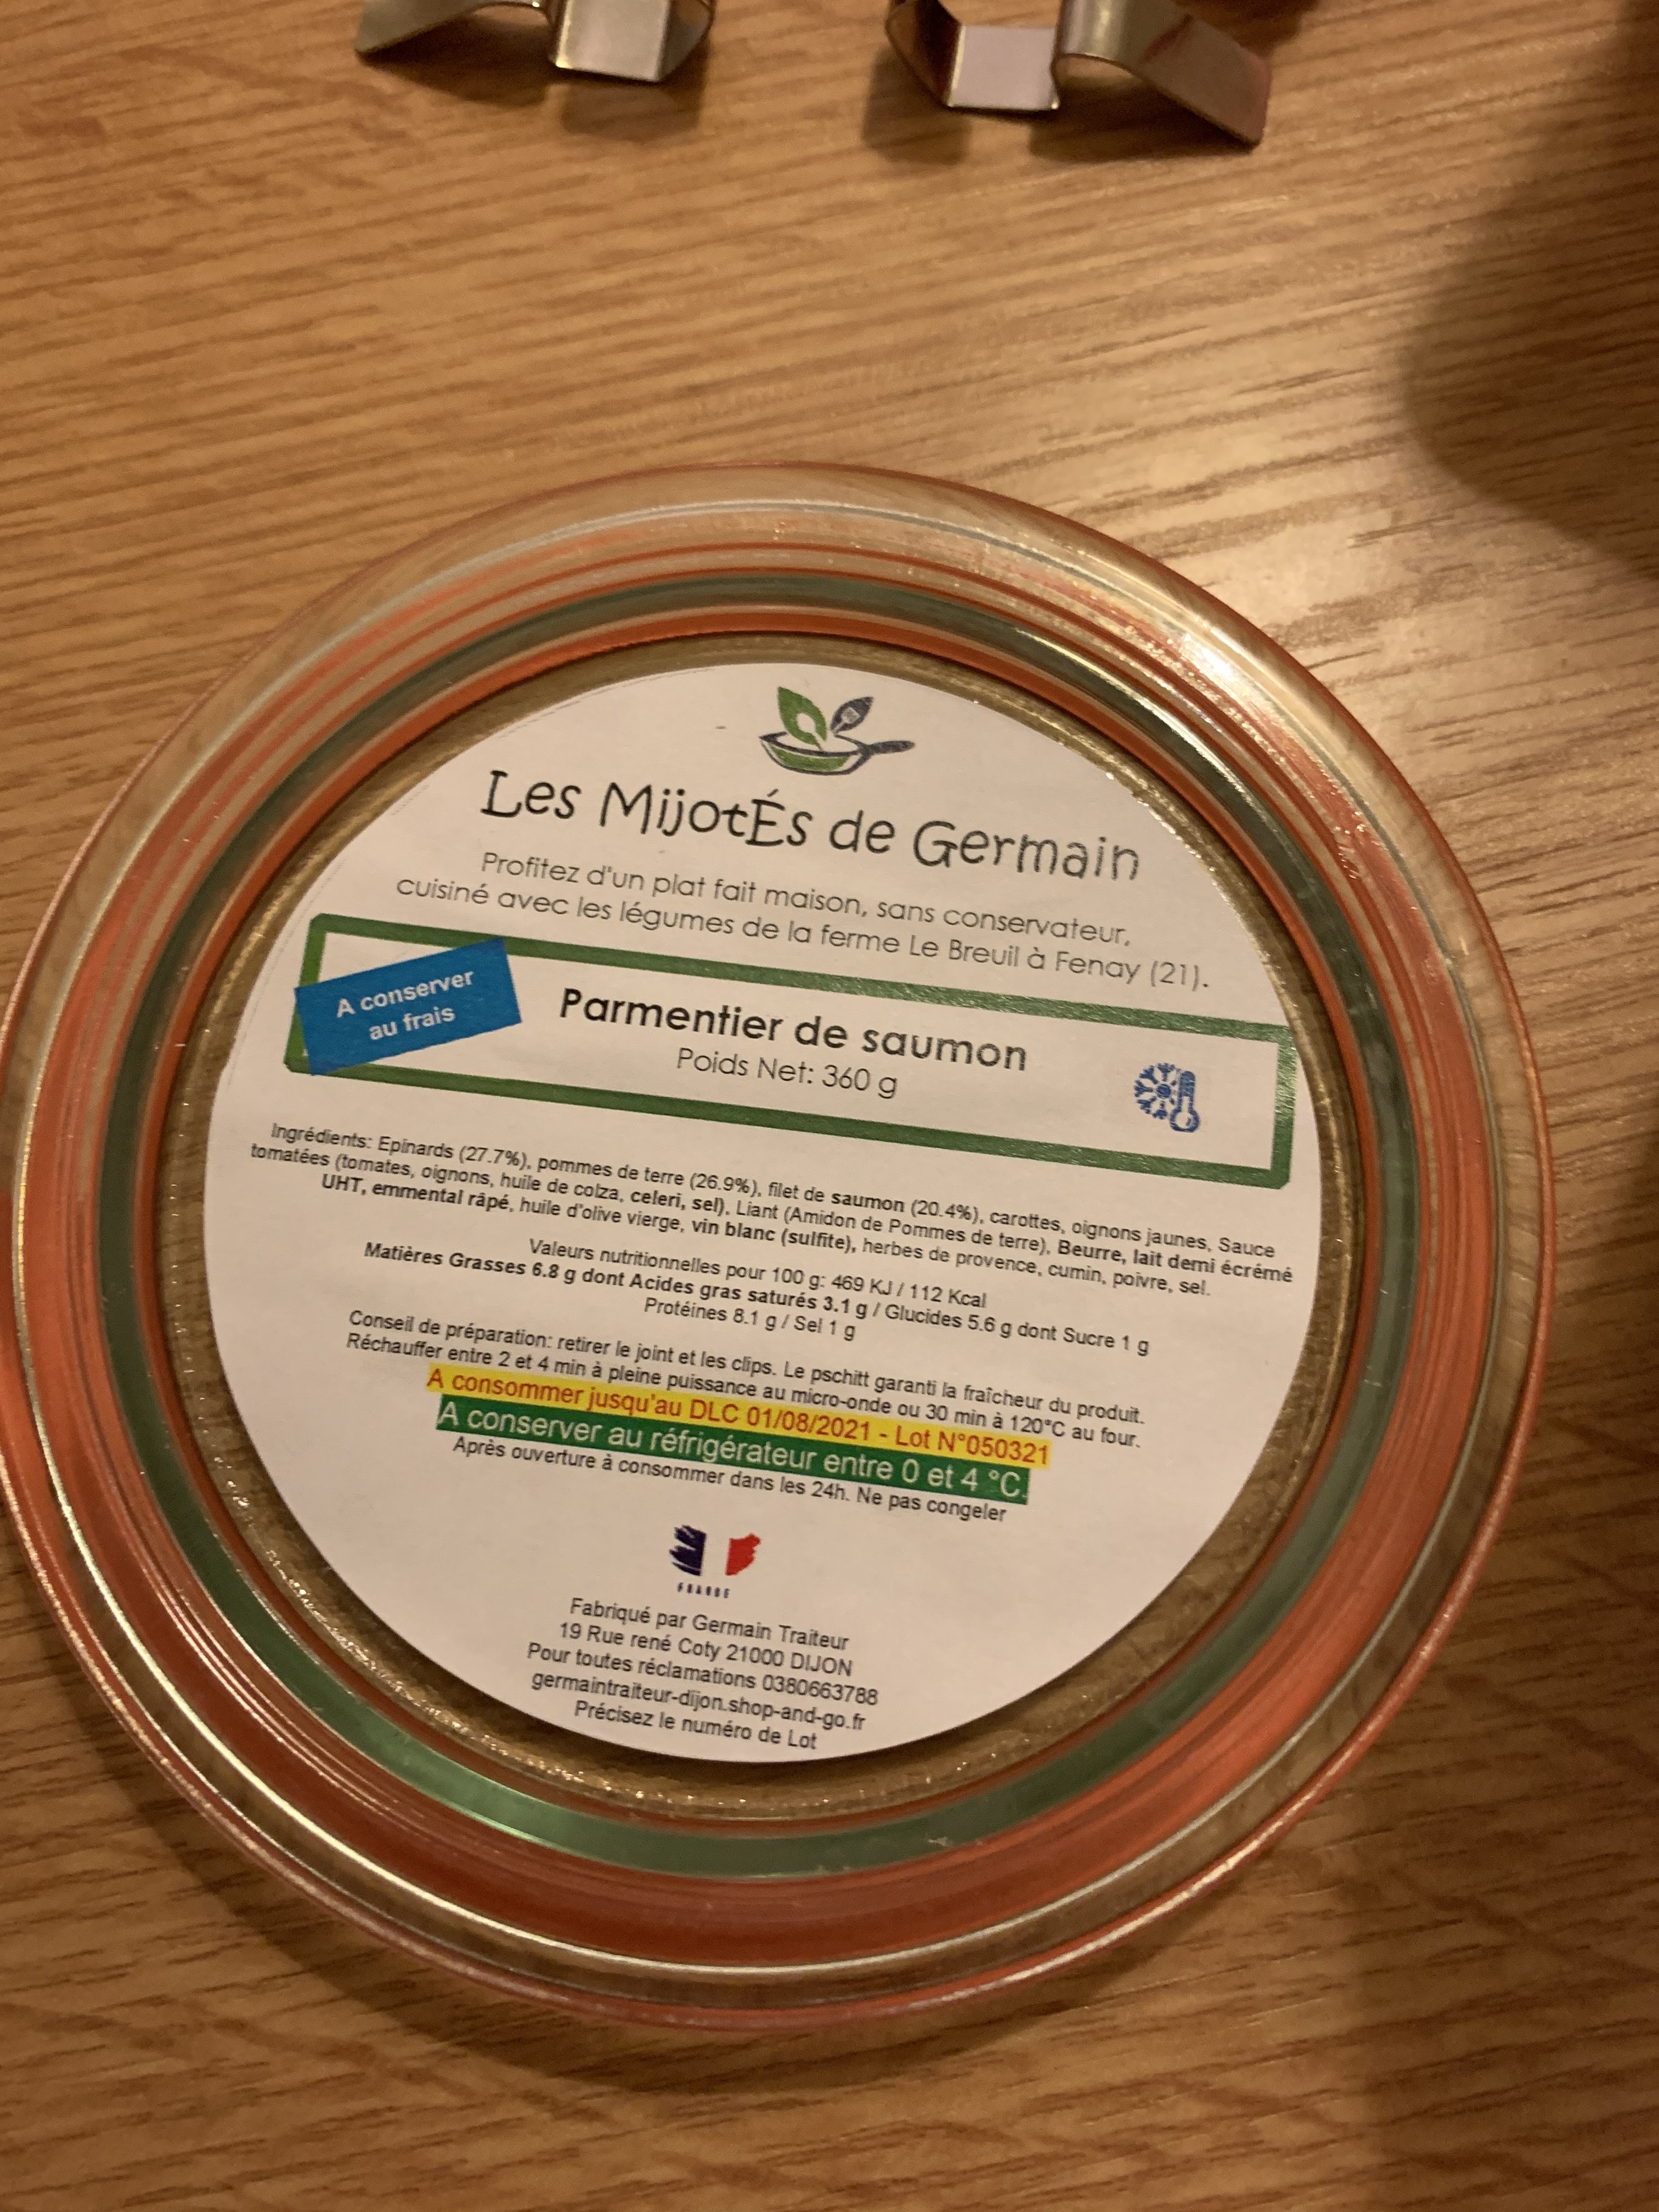 Les MijotÉs de Germain
Profitez d'un plat fait maison, sans conservateur,
cuisiné avec les légumes de la ferme Le Breuil à Fenay (21).
A conserver
au frais
Parmentier de saumon
Poids Net: 360 g
Ingrédients: Epinards (27.7%), pommes de terre (26.9%), filet de saumon (20.4%), carottes, oignons jaunes, Sauce
tomatées (tomates, oignons, huile de colza, celeri, sel), Liant (Amidon de Pommes de terre), Beurre, lait demi écrémé
UHT, emmental râpé, huile d'olive vierge, vin blanc (sulfite), herbes de provence, cumin, poivre, sel.
Valeurs nutritionnelles pour 100 g: 469 KJ / 112 Kcal
Matières Grasses 6.8 g dont Acides gras saturés 3.1 g / Glucides 5.6 g dont Sucre 1 g
Protéines 8.1 g / Sel 1 g
Conseil de préparation: retirer le joint et les clips. Le pschitt garanti la fraîcheur du produit.
Réchauffer entre 2 et 4 min à pleine puissance au micro-onde ou 30 min à 120°C au four.
A consommer jusqu'au DLC 01/08/2021 - Lot N°050321
A conserver au réfrigérateur entre 0 et 4 °C.
Après ouverture à consommer dans les 24h. Ne pas congeler
FRANCE
Fabriqué par Germain Traiteur
19 Rue rené Coty 21000 DIJON
Pour toutes réclamations 0380663788
germaintraiteur-dijon.shop-and-go.fr
Précisez le numéro de Lot